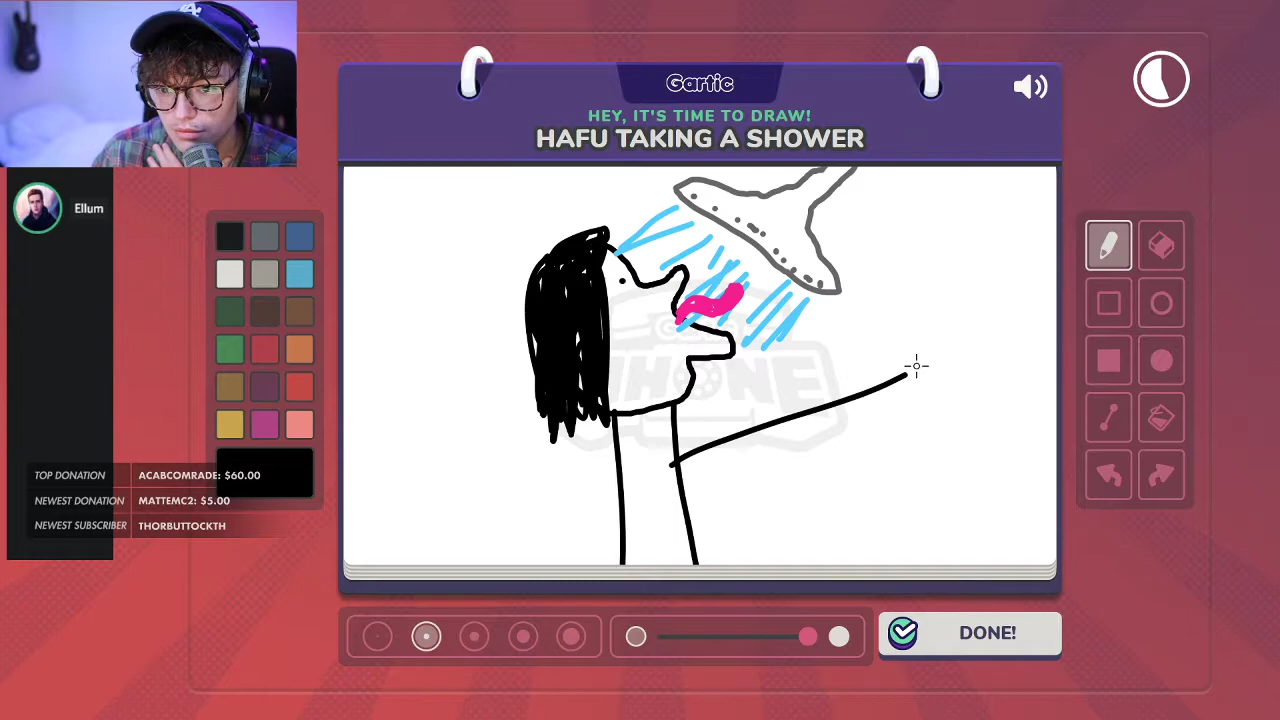 Gartic
HEY, IT'S TIME TO DRAW!
HAFU TAKING A SHOWER
Ellum
PHONE
TOP DONATION ACABCOMRADE: $60.00
NEWEST DONATION MATTEMC2: $5.00
NEWEST SUBSCRIBER THORBUTTOCKTH
DONE!